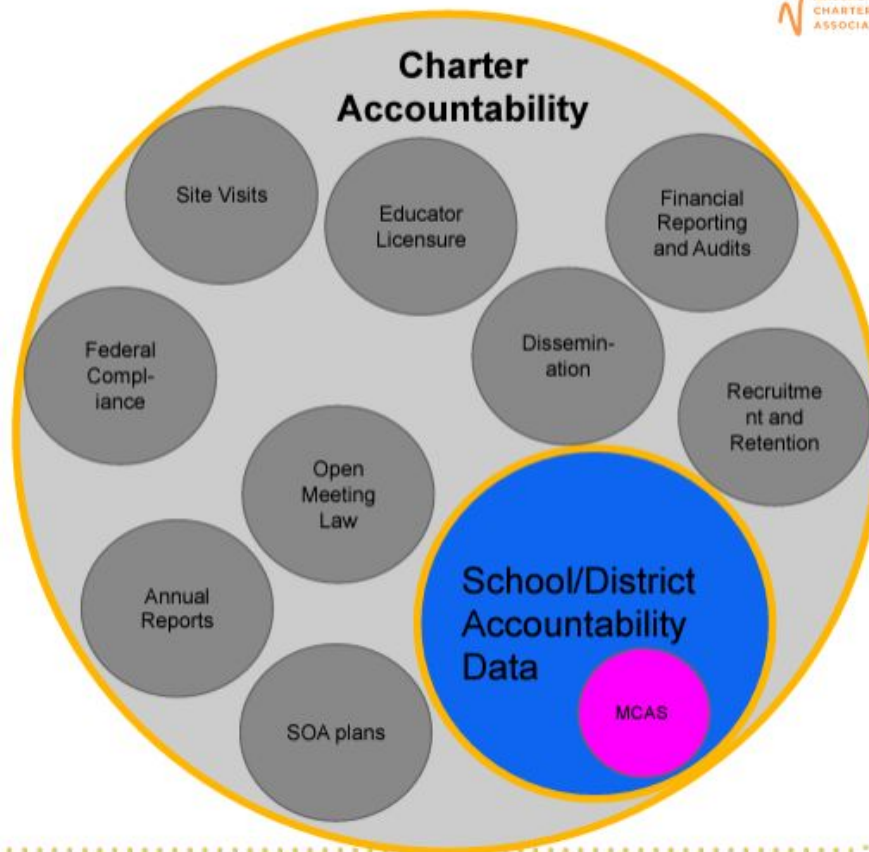 CHARTER
ASSOCIA
Charter
Accountability
Site Visits
Educator
Licensure
Financial
Reporting
and Audits
Federal
Compl-
iance
Dissemin-
ation
Recruitme
nt and
Retention
Open
Meeting
Law
Annual
Reports
School/District
Accountability
Data
SOA plans
MCAS